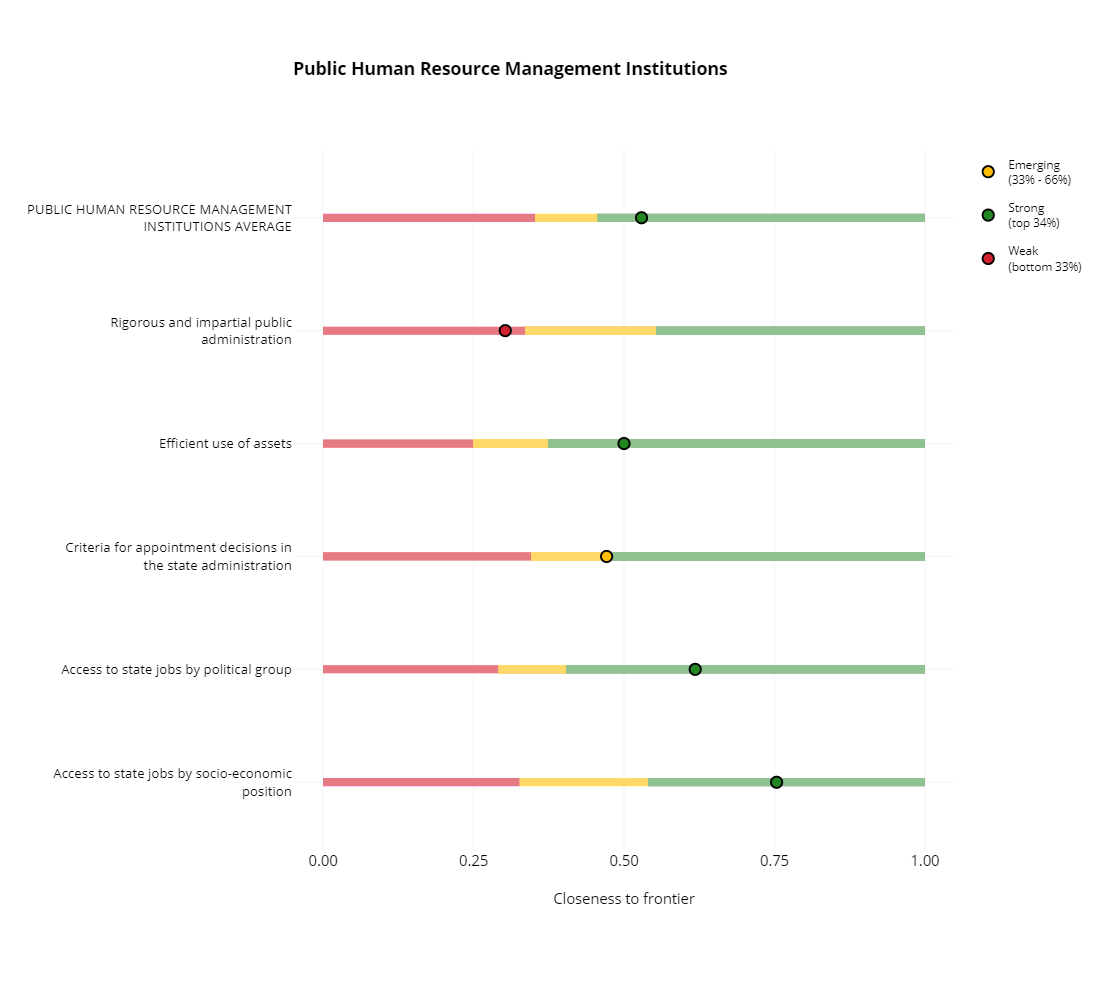 Public Human Resource Management Institutions
Emerging
(33% - 66%)
Strong
(top 34%)
Weak
(bottom 33%)
PUBLIC HUMAN RESOURCE MANAGEMENT
INSTITUTIONS AVERAGE
Rigorous and impartial public
administration
Efficient use of assets
Criteria for appointment decisions in
the state administration
Access to state jobs by political group
Access to state jobs by socio-economic
position
0.00 0.25 0.50 0.75 1.00
Closeness to frontier